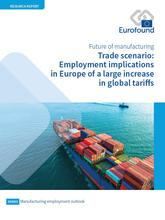 RESEARCH REPORT
Eurofound
Future of manufacturing
Trade scenario:
Employment implications
in Europe of a large increase
in global tariffs
SERIES Manufacturing employment outlook